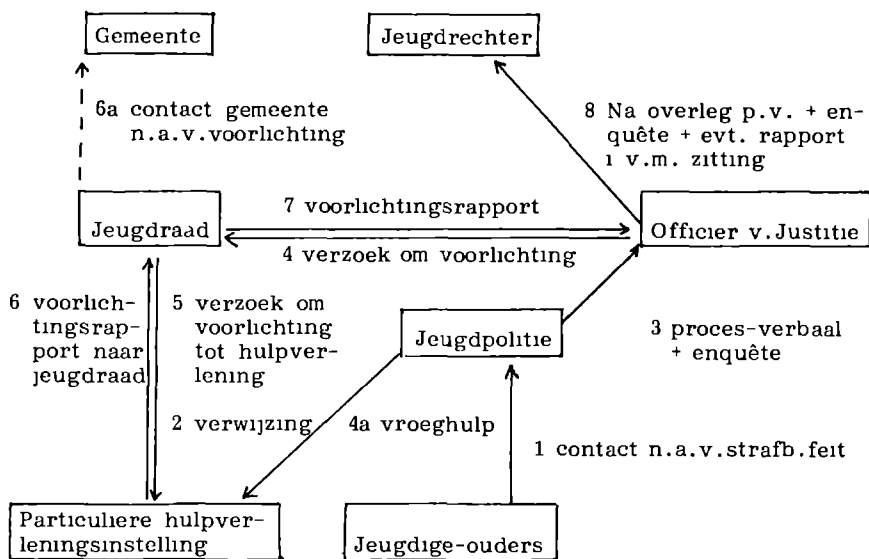 Gemeente
Jeugdrechter
6a contact gemeente
n.a.v.voorlichting
8 Na overleg p.v. + en-
quête + evt. rapport
i v.m. zitting
Jeugdraad
7 voorlichtingsrapport
4 verzoek om voorlichting
Officier v.Justitie
6 voorlich-
tingsrap-
port naar
jeugdraad
5 verzoek om
voorlichting
tot hulpver-
lening
Jeugdpolitie
3 proces-verbaal
+ enquête
2 verwijzing
4a vroeghulp
1 contact n.a.v.strafb.feit
Particuliere hulpver-
leningsinstelling
Jeugdige-ouders